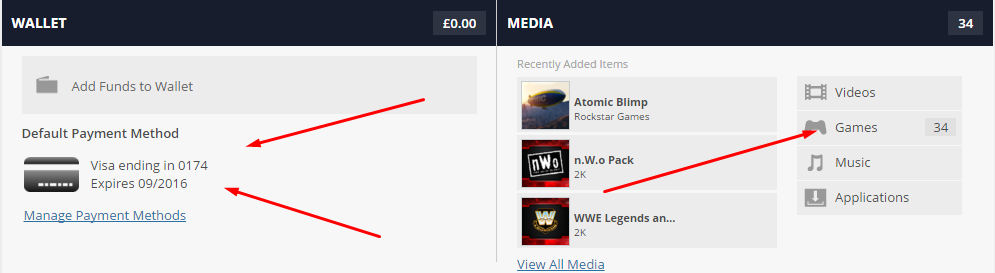 WALLET
£0.00
Add Funds to Wallet
Default Payment Method
Visa ending in 0174
Expires 09/2016
Manage Payment Methods
MEDIA
34
Recently Added Items
Atomic Blimp
Rockstar Games
nWo
n.W.o Pack
2K
WWE Legends an...
2K
View All Media
Videos
Games
34
Music
Applications